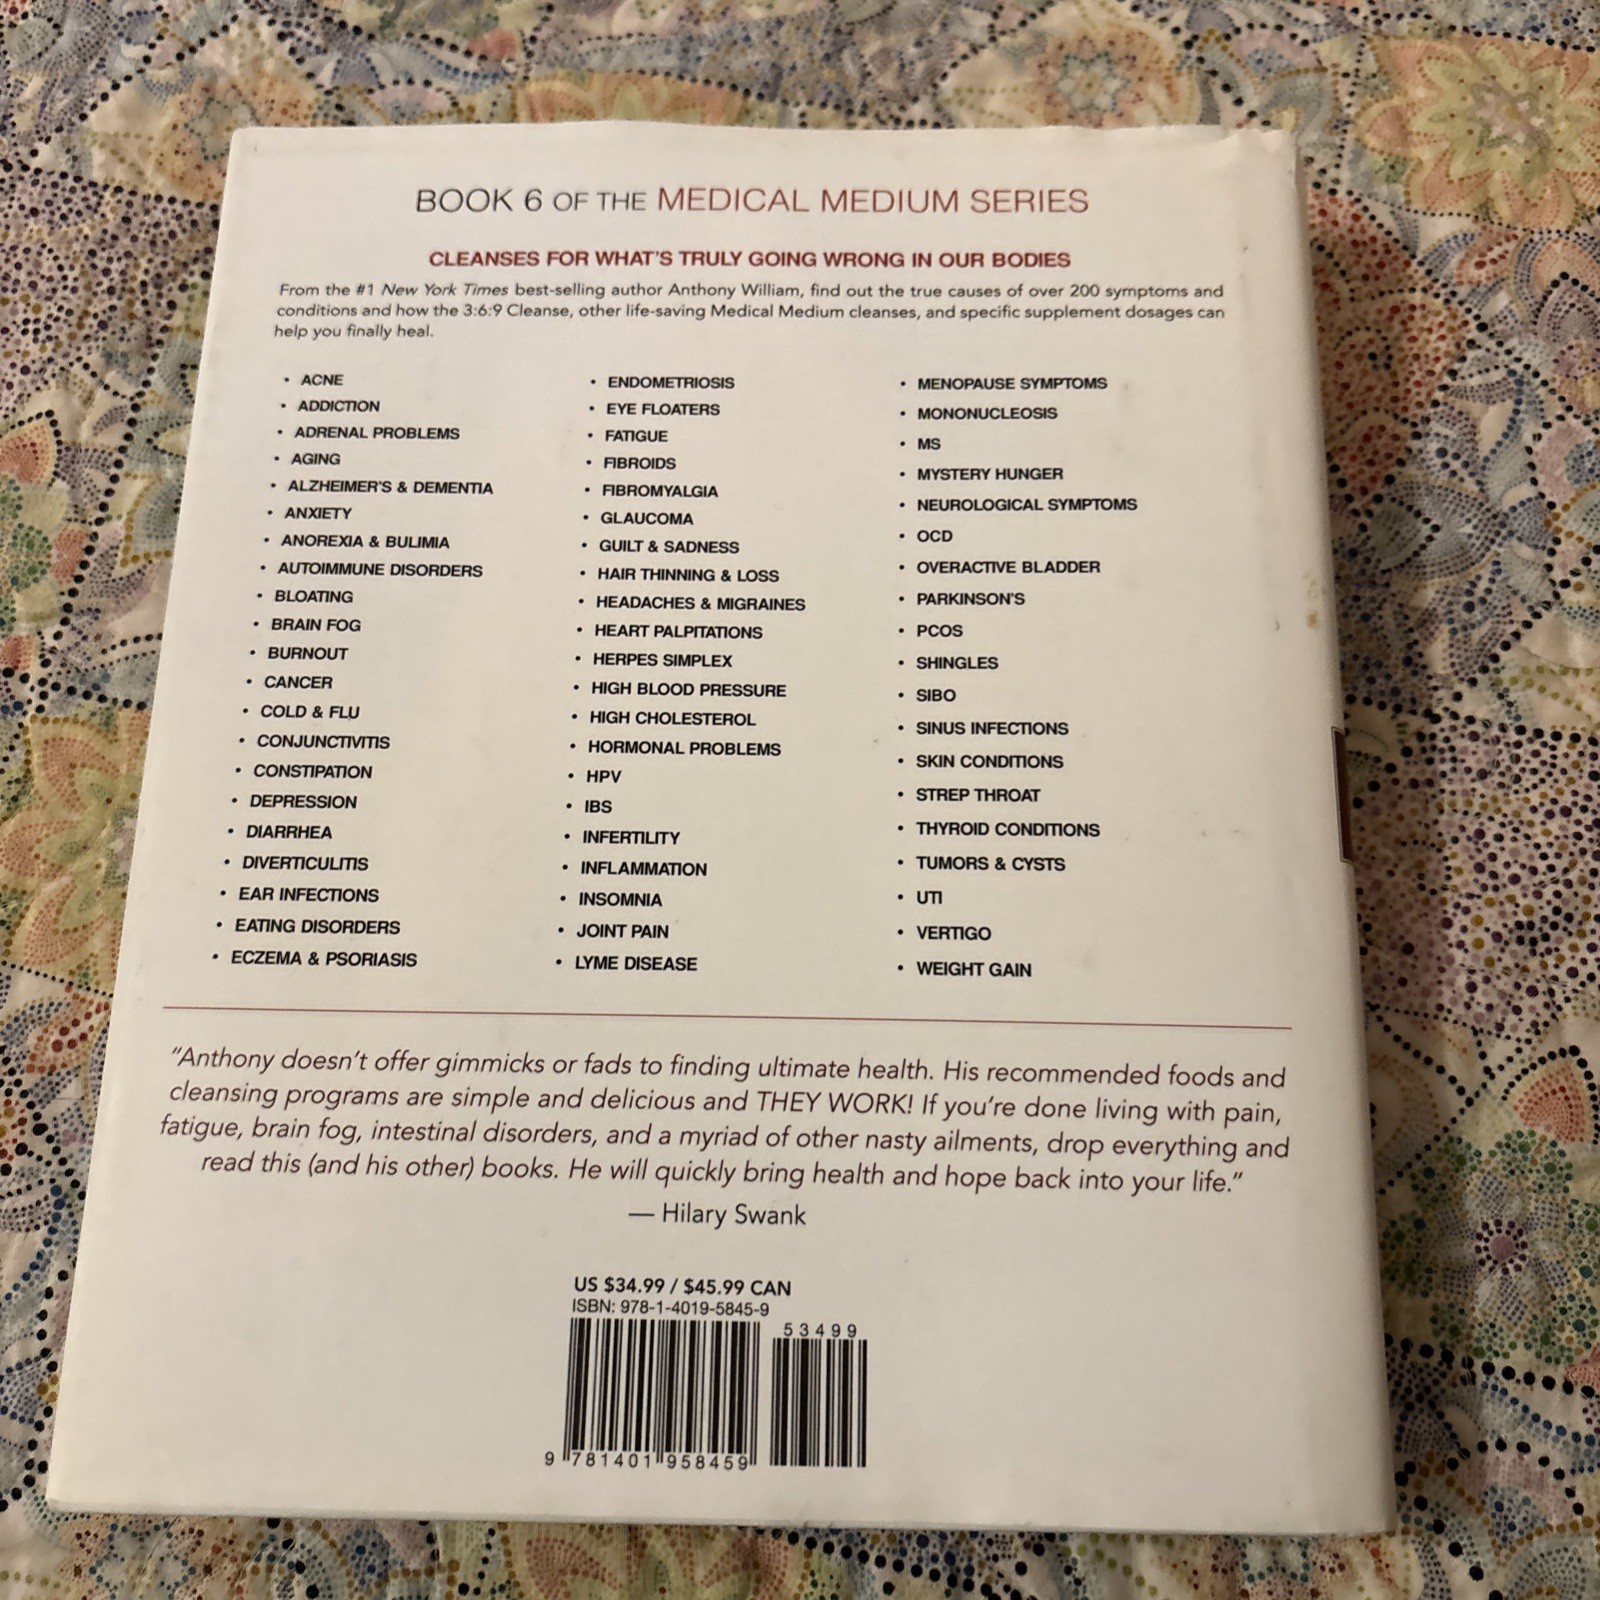 BOOK 6 OF THE MEDICAL MEDIUM SERIES
CLEANSES FOR WHAT'S TRULY GOING WRONG IN OUR BODIES
From the #1 New York Times best-selling author Anthony William, find out the true causes of over 200 symptoms and
conditions and how the 3:6:9 Cleanse, other life-saving Medical Medium cleanses, and specific supplement dosages can
help you finally heal.
• ACNE
• ADDICTION
• ADRENAL PROBLEMS
• AGING
• ALZHEIMER'S & DEMENTIA
• ANXIETY
• ANOREXIA & BULIMIA
• AUTOIMMUNE DISORDERS
• BLOATING
• BRAIN FOG
• BURNOUT
• CANCER
• COLD & FLU
• CONJUNCTIVITIS
• CONSTIPATION
• DEPRESSION
• DIARRHEA
• DIVERTICULITIS
• EAR INFECTIONS
• EATING DISORDERS
• ECZEMA & PSORIASIS
• ENDOMETRIOSIS
• EYE FLOATERS
• FATIGUE
• FIBROIDS
• FIBROMYALGIA
• GLAUCOMA
• GUILT & SADNESS
• HAIR THINNING & LOSS
• HEADACHES & MIGRAINES
• HEART PALPITATIONS
• HERPES SIMPLEX
• HIGH BLOOD PRESSURE
• HIGH CHOLESTEROL
• HORMONAL PROBLEMS
• HPV
• IBS
• INFERTILITY
• INFLAMMATION
• INSOMNIA
• JOINT PAIN
• LYME DISEASE
• MENOPAUSE SYMPTOMS
• MONONUCLEOSIS
• MS
• MYSTERY HUNGER
• NEUROLOGICAL SYMPTOMS
• OCD
• OVERACTIVE BLADDER
• PARKINSON'S
• PCOS
• SHINGLES
• SIBO
• SINUS INFECTIONS
• SKIN CONDITIONS
• STREP THROAT
• THYROID CONDITIONS
• TUMORS & CYSTS
• UTI
• VERTIGO
• WEIGHT GAIN
"Anthony doesn't offer gimmicks or fads to finding ultimate health. His recommended foods and
cleansing programs are simple and delicious and THEY WORK! If you're done living with pain,
fatigue, brain fog, intestinal disorders, and a myriad of other nasty ailments, drop everything and
read this (and his other) books. He will quickly bring health and hope back into your life."
— Hilary Swank
US $34.99 / $45.99 CAN
ISBN: 978-1-4019-5845-9
53499
9 781401 958459